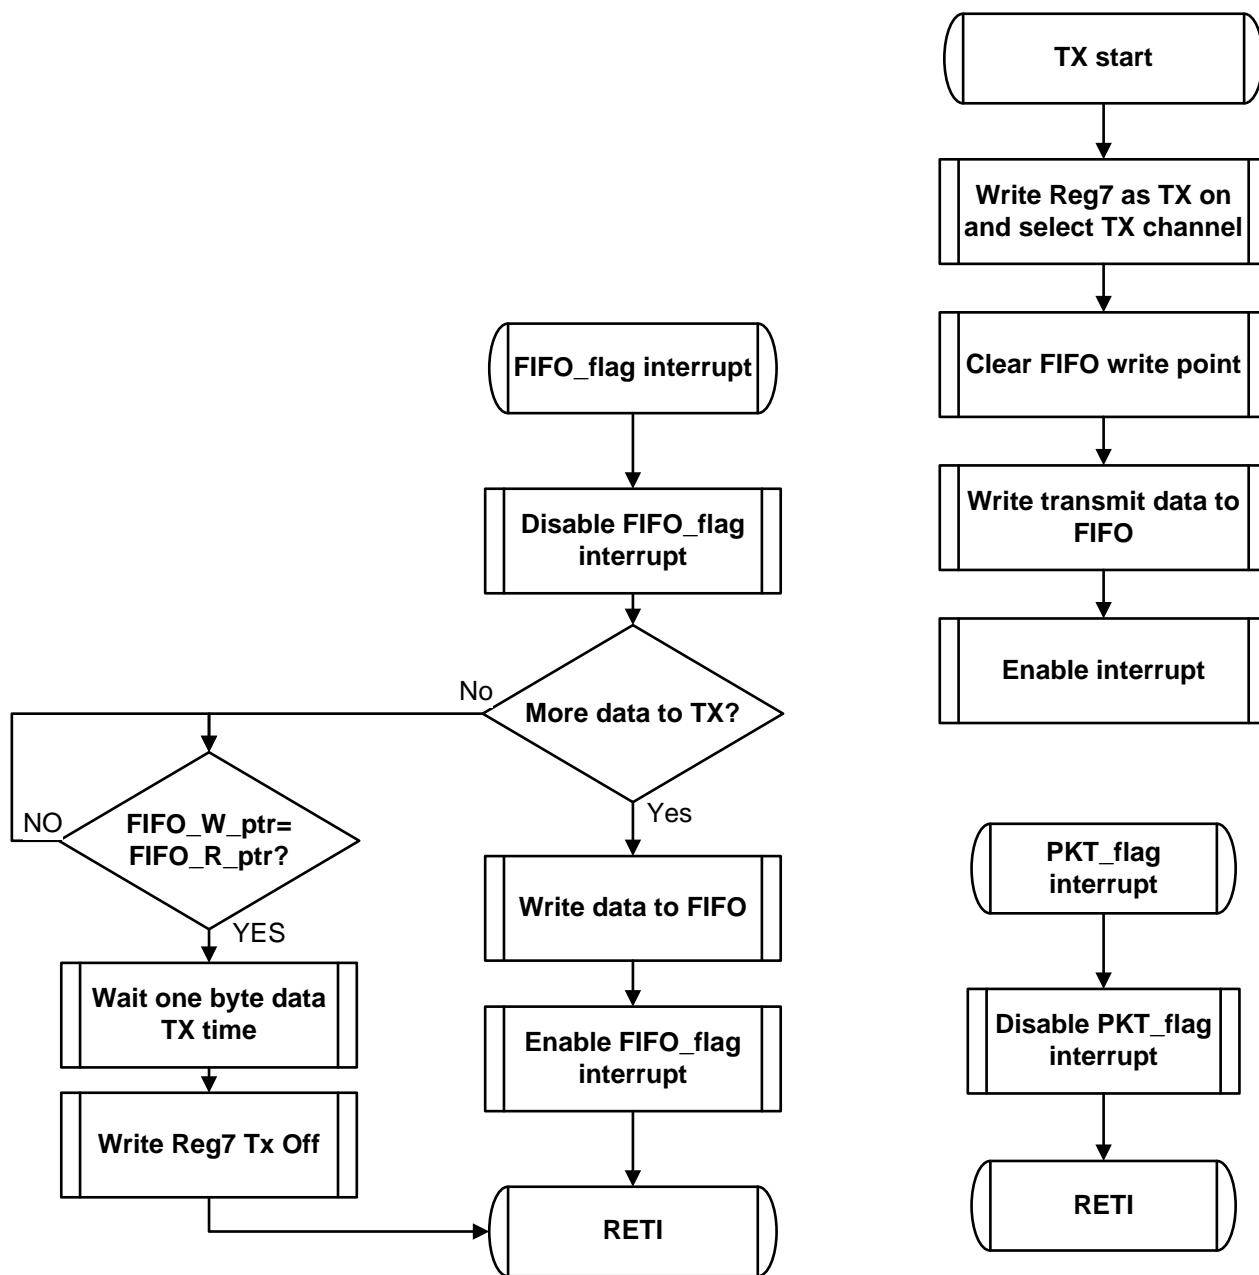 TX start
Write Reg7 as TX on
and select TX channel
Clear FIFO write point
Write transmit data to
FIFO
Enable interrupt
FIFO_flag interrupt
Disable FIFO_flag
interrupt
More data to TX?
No
Yes
FIFO_W_ptr=
FIFO_R_ptr?
NO
YES
Wait one byte data
TX time
Write Reg7 Tx Off
Write data to FIFO
Enable FIFO_flag
interrupt
RETI
PKT_flag
interrupt
Disable PKT_flag
interrupt
RETI